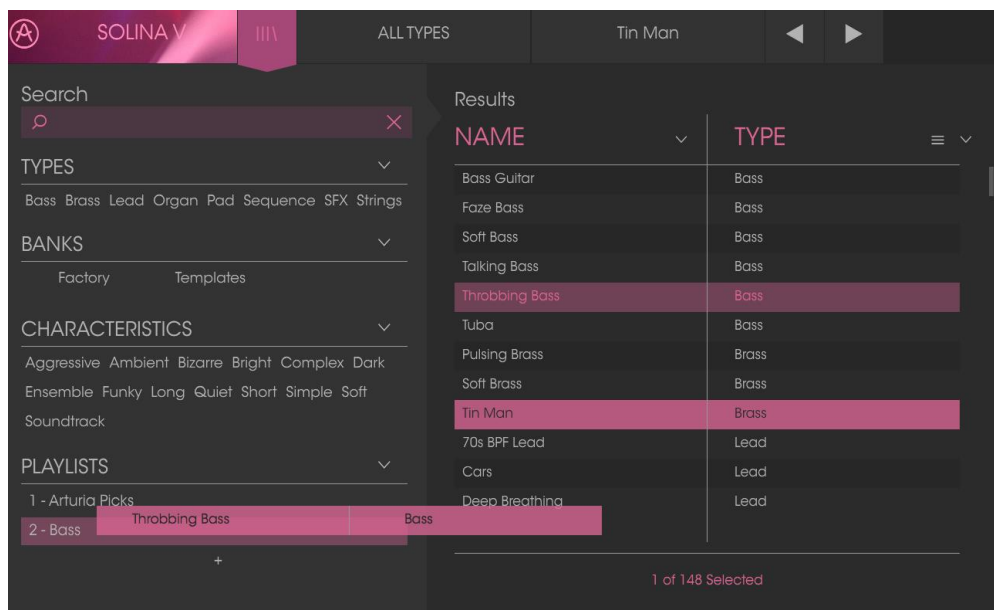 SOLINA V ALL TYPES Tin Man
Search
TYPES
Bass Brass Lead Organ Pad Sequence SFX Strings
BANKS
Factory Templates
CHARACTERISTICS
Aggressive Ambient Bizarre Bright Complex Dark
Ensemble Funky Long Quiet Short Simple Soft
Soundtrack
PLAYLISTS
1 - Arturia Picks
2 - Bass
Throbbing Bass Bass
+
Results
NAME TYPE
Bass Guitar Bass
Faze Bass Bass
Soft Bass Bass
Talking Bass Bass
Throbbing Bass Bass
Tuba Bass
Pulsing Brass Brass
Soft Brass Brass
Tin Man Brass
70s BPF Lead Lead
Cars Lead
Deep Breathing Lead
1 of 148 Selected